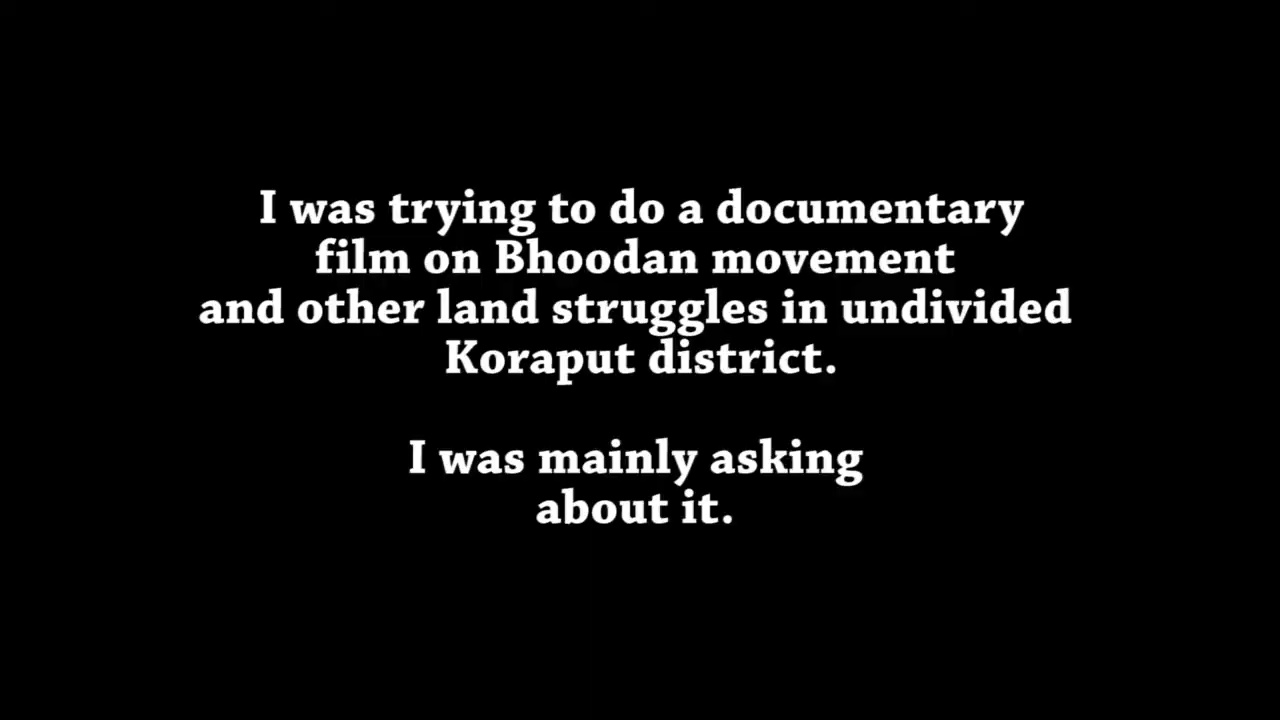 I was trying to do a documentary
film on Bhoodan movement
and other land struggles in undivided
Koraput district.
I was mainly asking
about it.